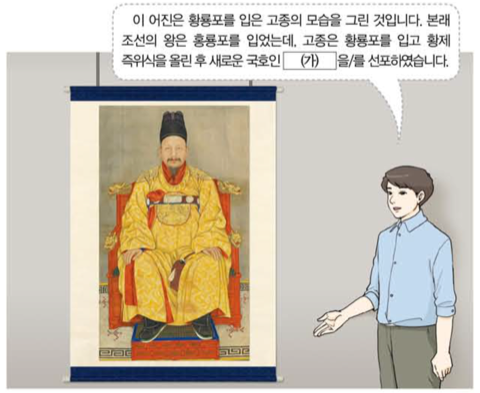 이 어진은 황룡포를 입은 고종의 모습을 그린 것입니다. 본래
조선의 왕은 홍룡포를 입었는데, 고종은 황룡포를 입고 황제
즉위식을 올린 후 새로운 국호인 (가) 을/를 선포하였습니다.